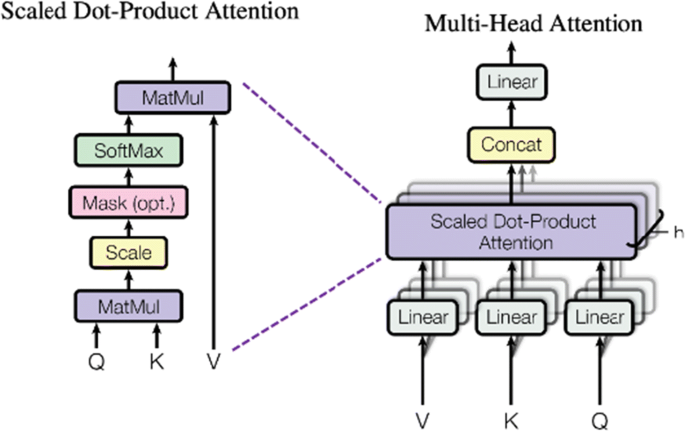 Scaled Dot-Product Attention
MatMul
SoftMax
Mask (opt.)
Scale
MatMul
Q K V
Multi-Head Attention
Linear
Concat
Scaled Dot-Product
Attention
h
Linear Linear Linear
V K Q